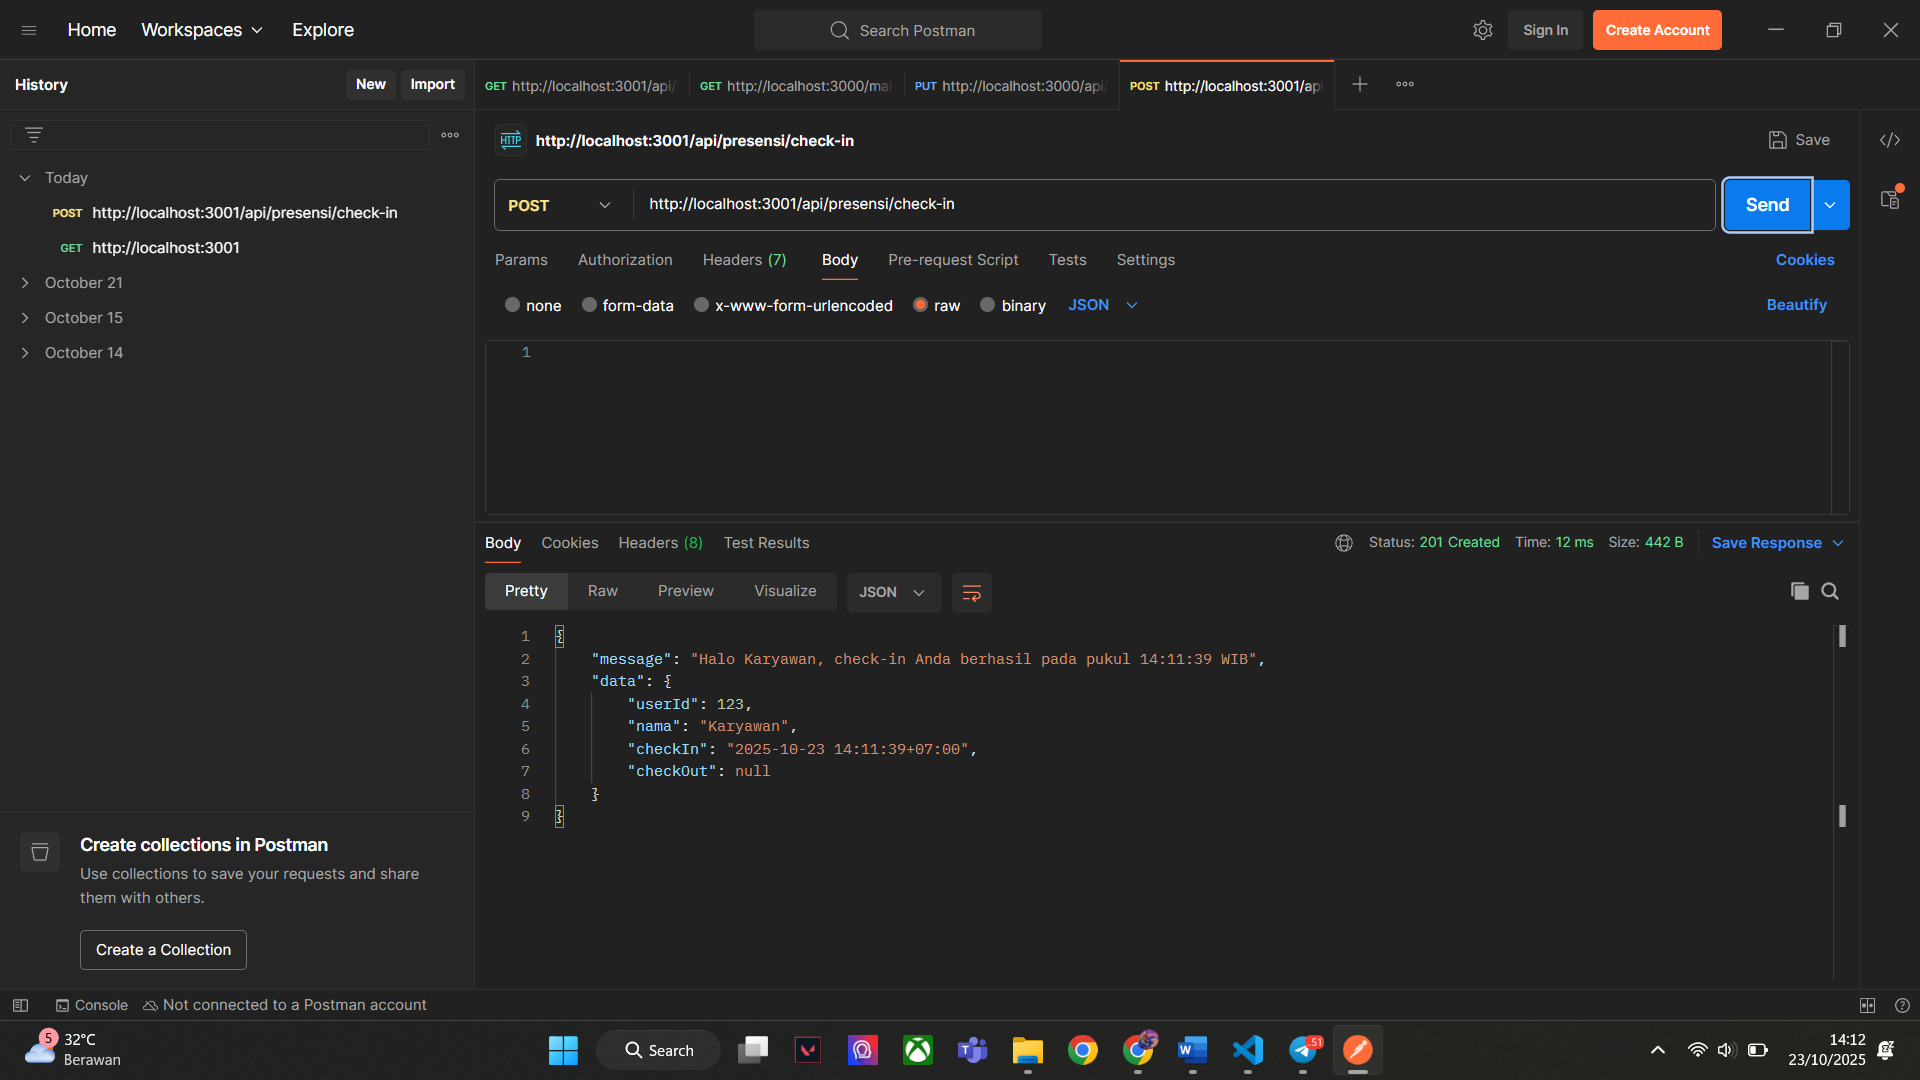 Home
Workspaces
Explore
Search Postman
Sign In
Create Account
History
New
Import
GET http://localhost:3001/api/
GET http://localhost:3000/mal
PUT http://localhost:3000/api/
POST http://localhost:3001/api
HTTP http://localhost:3001/api/presensi/check-in
Save
Today
POST http://localhost:3001/api/presensi/check-in
GET http://localhost:3001
October 21
October 15
October 14
POST
http://localhost:3001/api/presensi/check-in
Send
Params
Authorization
Headers (7)
Body
Pre-request Script
Tests
Settings
Cookies
none
form-data
x-www-form-urlencoded
raw
binary
JSON
Beautify
1
Body
Cookies
Headers (8)
Test Results
Status: 201 Created
Time: 12 ms
Size: 442 B
Save Response
Pretty
Raw
Preview
Visualize
JSON
1 {
2 "message": "Halo Karyawan, check-in Anda berhasil pada pukul 14:11:39 WIB",
3 "data": {
4 "userId": 123,
5 "nama": "Karyawan",
6 "checkIn": "2025-10-23 14:11:39+07:00",
7 "checkOut": null
8 }
9 }
Create collections in Postman
Use collections to save your requests and share
them with others.
Create a Collection
Console
Not connected to a Postman account
5
32°C
Berawan
Search
51
14:12
23/10/2025